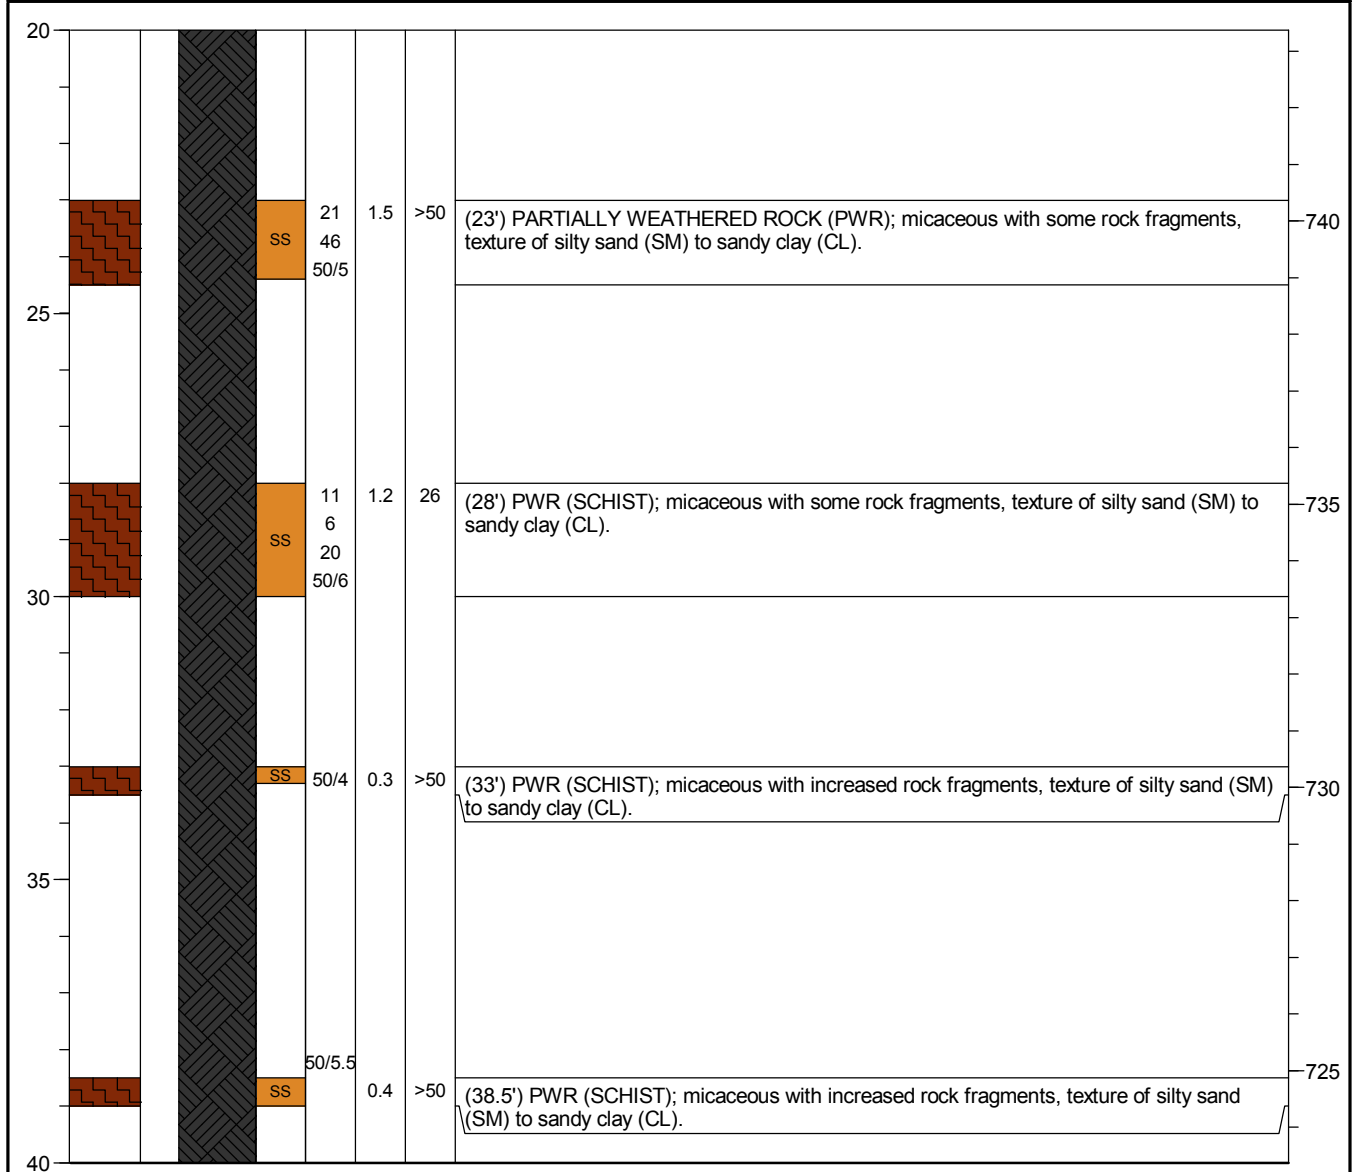 20
21 1.5 >50 (23') PARTIALLY WEATHERED ROCK (PWR); micaceous with some rock fragments,
740
SS 46 texture of silty sand (SM) to sandy clay (CL).
50/5
25
11 1.2 26 (28') PWR (SCHIST); micaceous with some rock fragments, texture of silty sand (SM) to
735
6 sandy clay (CL).
SS
20
50/6
30
SS 50/4 0.3 >50 (33') PWR (SCHIST); micaceous with increased rock fragments, texture of silty sand (SM)
730
to sandy clay (CL).
35
50/5.5
725
SS 0.4 >50 (38.5') PWR (SCHIST); micaceous with increased rock fragments, texture of silty sand
(SM) to sandy clay (CL).
40